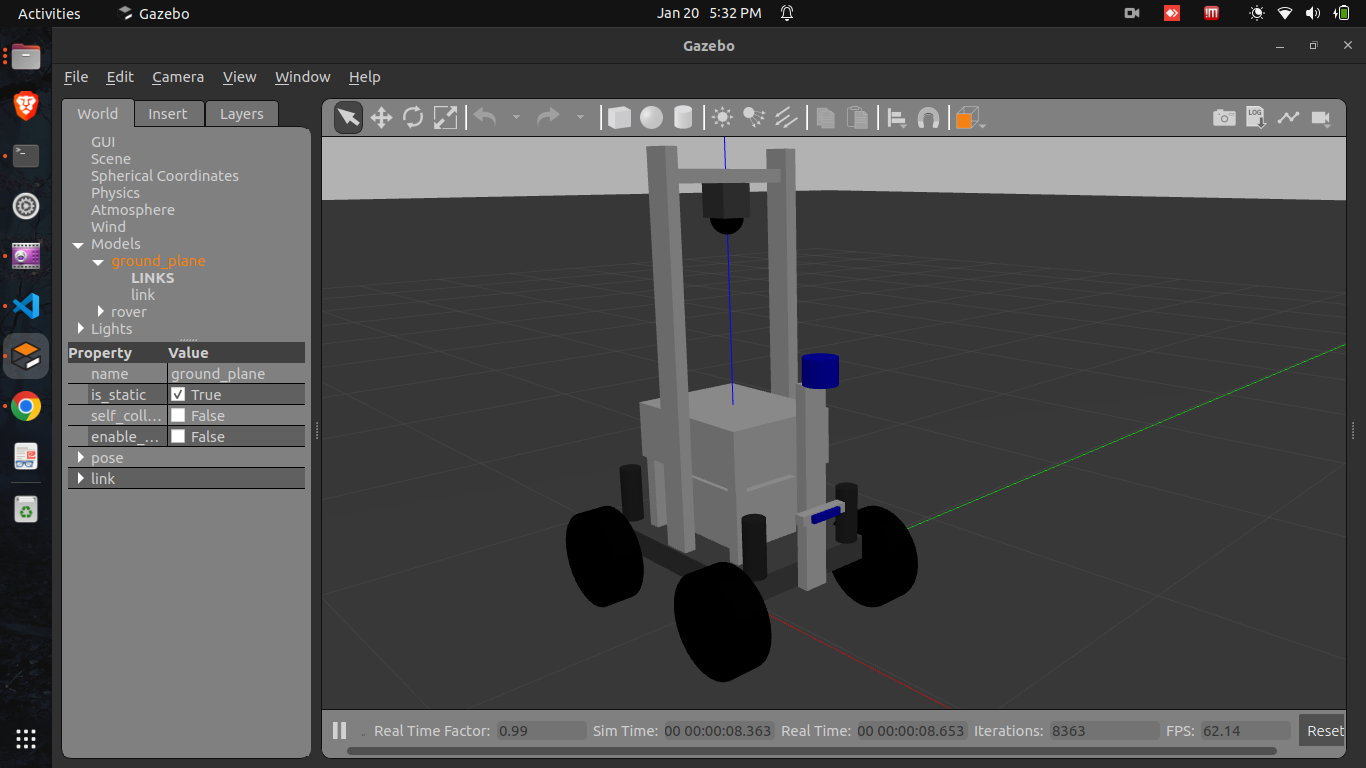 Activities Gazebo Jan 20 5:32 PM
Gazebo
File Edit Camera View Window Help
World Insert Layers
LOG
GUI
Scene
Spherical Coordinates
Physics
Atmosphere
Wind
Models
ground_plane
LINKS
link
rover
Lights
Property Value
name ground_plane
is_static True
self_coll... False
enable_... False
pose
link
Real Time Factor: 0.99 Sim Time: 00 00:00:08.363 Real Time: 00 00:00:08.653 Iterations: 8363 FPS: 62.14 Reset